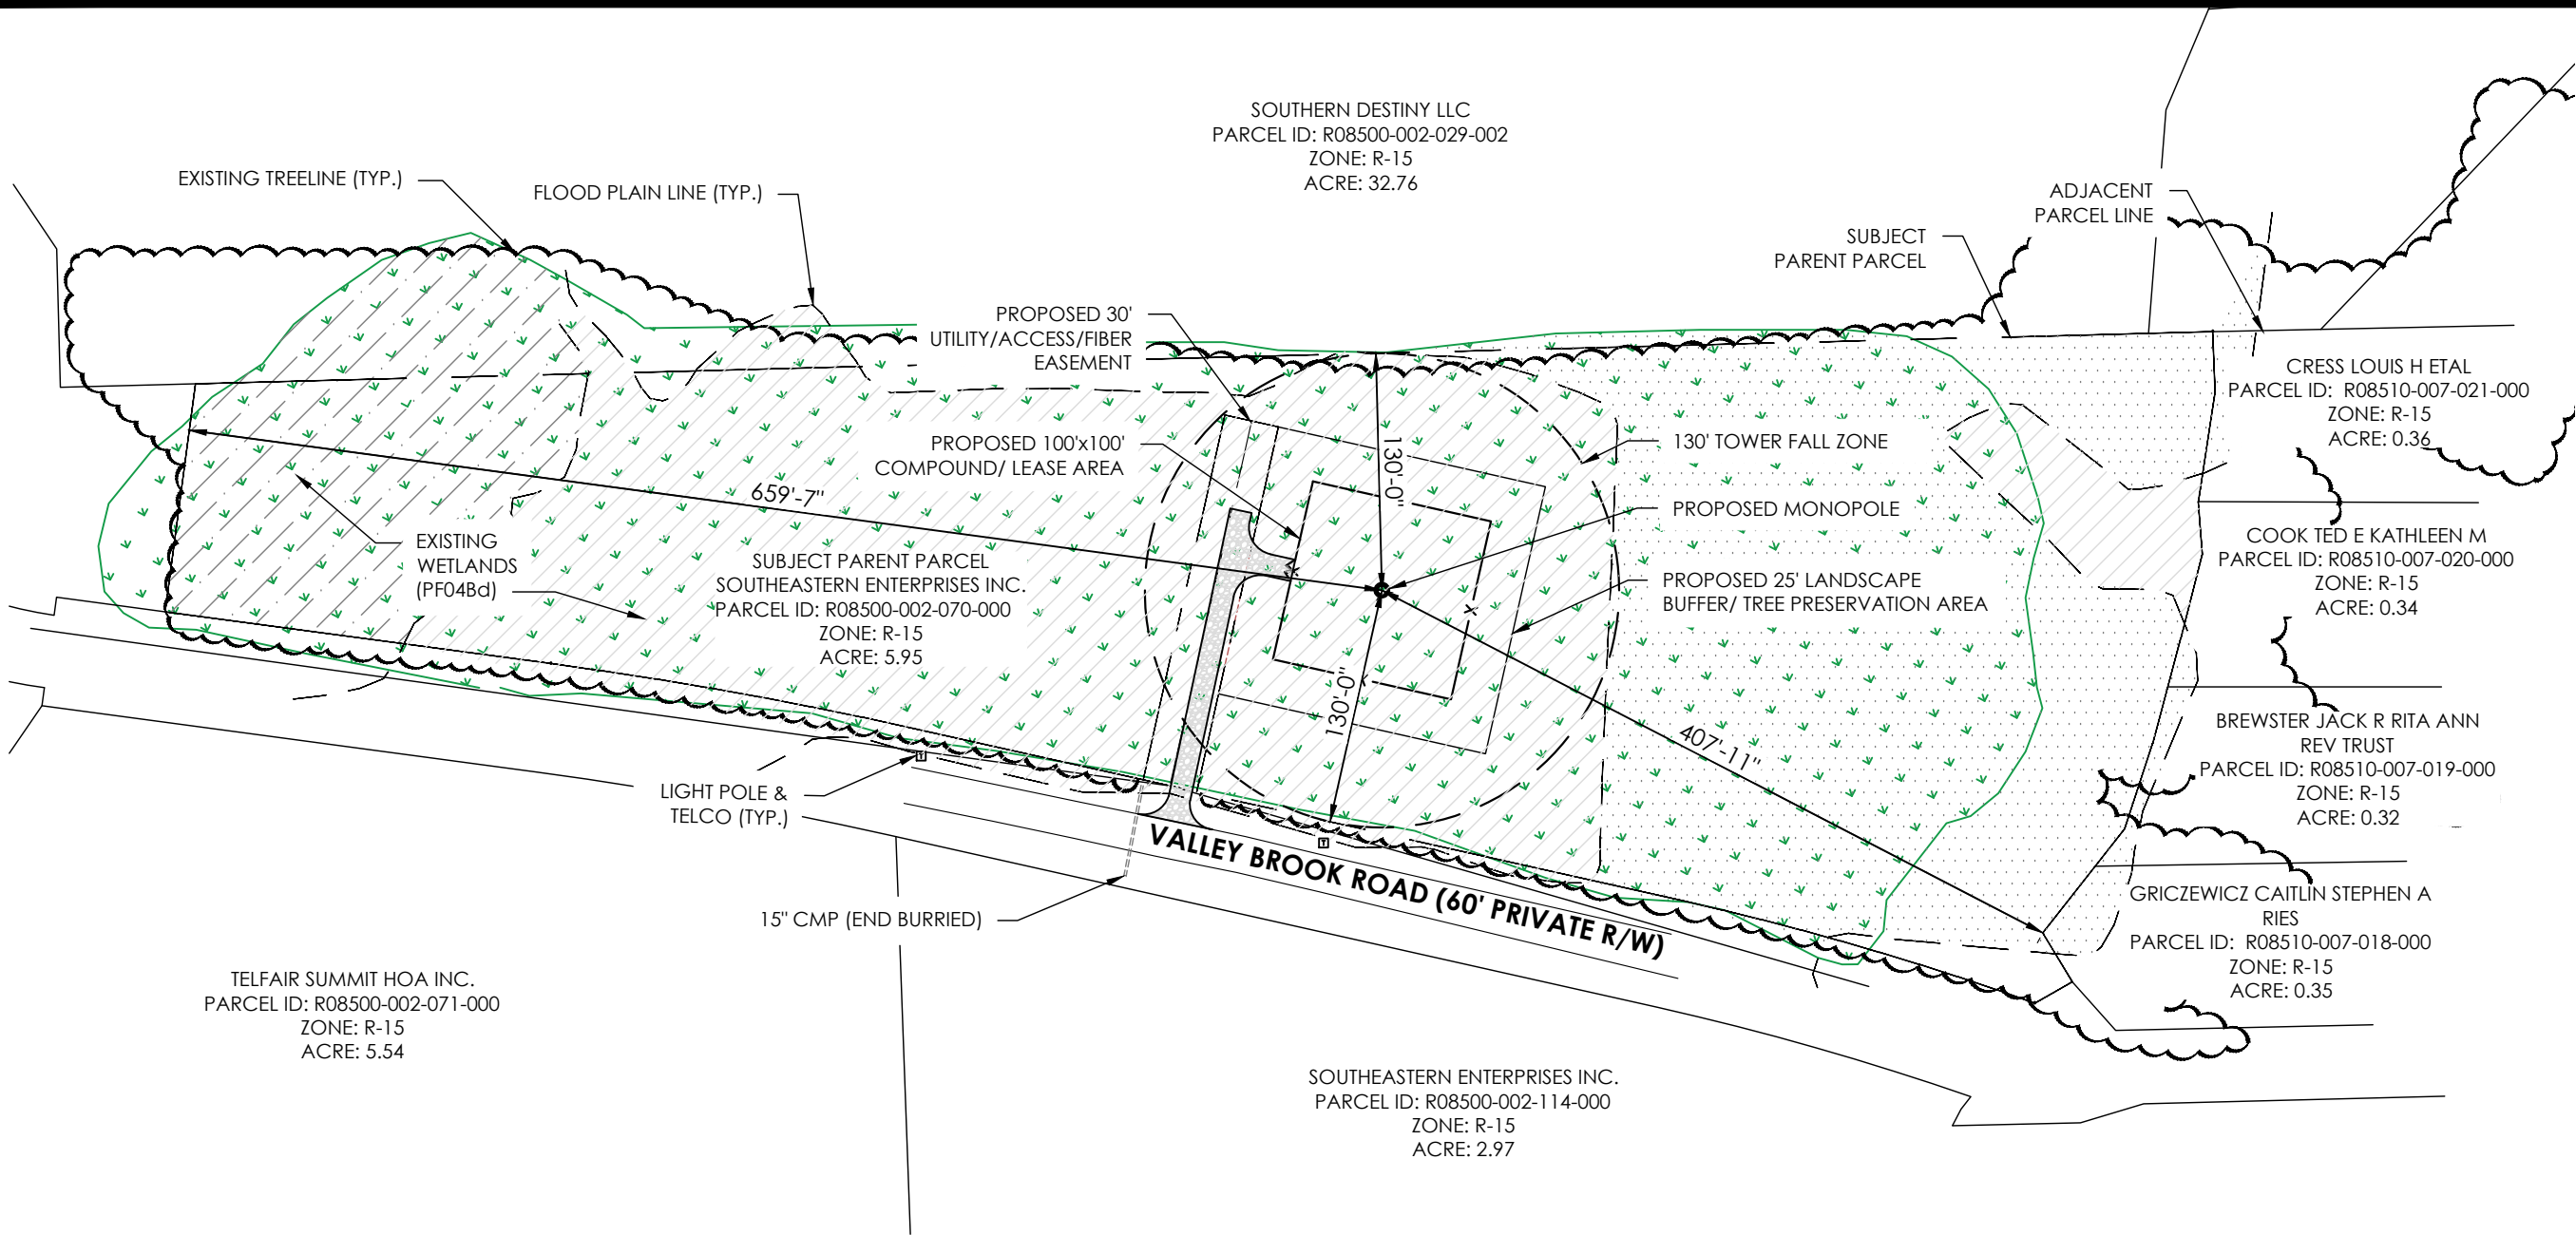 SOUTHERN DESTINY LLC
PARCEL ID: R08500-002-029-002
ZONE: R-15
ACRE: 32.76
EXISTING TREELINE (TYP.)
FLOOD PLAIN LINE (TYP.)
ADJACENT
PARCEL LINE
SUBJECT
PARENT PARCEL
PROPOSED 30'
UTILITY/ACCESS/FIBER
EASEMENT
CRESS LOUIS H ETAL
PARCEL ID: R08510-007-021-000
ZONE: R-15
ACRE: 0.36
PROPOSED 100'x100'
COMPOUND/ LEASE AREA
130'-0"
130' TOWER FALL ZONE
659'-7"
PROPOSED MONOPOLE
EXISTING
WETLANDS
(PF04Bd)
SUBJECT PARENT PARCEL
SOUTHEASTERN ENTERPRISES INC.
PARCEL ID: R08500-002-070-000
ZONE: R-15
ACRE: 5.95
PROPOSED 25' LANDSCAPE
BUFFER/ TREE PRESERVATION AREA
COOK TED E KATHLEEN M
PARCEL ID: R08510-007-020-000
ZONE: R-15
ACRE: 0.34
130'-0"
407'-11"
BREWSTER JACK R RITA ANN
REV TRUST
PARCEL ID: R08510-007-019-000
ZONE: R-15
ACRE: 0.32
LIGHT POLE &
TELCO (TYP.)
T
T
VALLEY BROOK ROAD (60' PRIVATE R/W)
15" CMP (END BURRIED)
GRICZEWICZ CAITLIN STEPHEN A
RIES
PARCEL ID: R08510-007-018-000
ZONE: R-15
ACRE: 0.35
TELFAIR SUMMIT HOA INC.
PARCEL ID: R08500-002-071-000
ZONE: R-15
ACRE: 5.54
SOUTHEASTERN ENTERPRISES INC.
PARCEL ID: R08500-002-114-000
ZONE: R-15
ACRE: 2.97